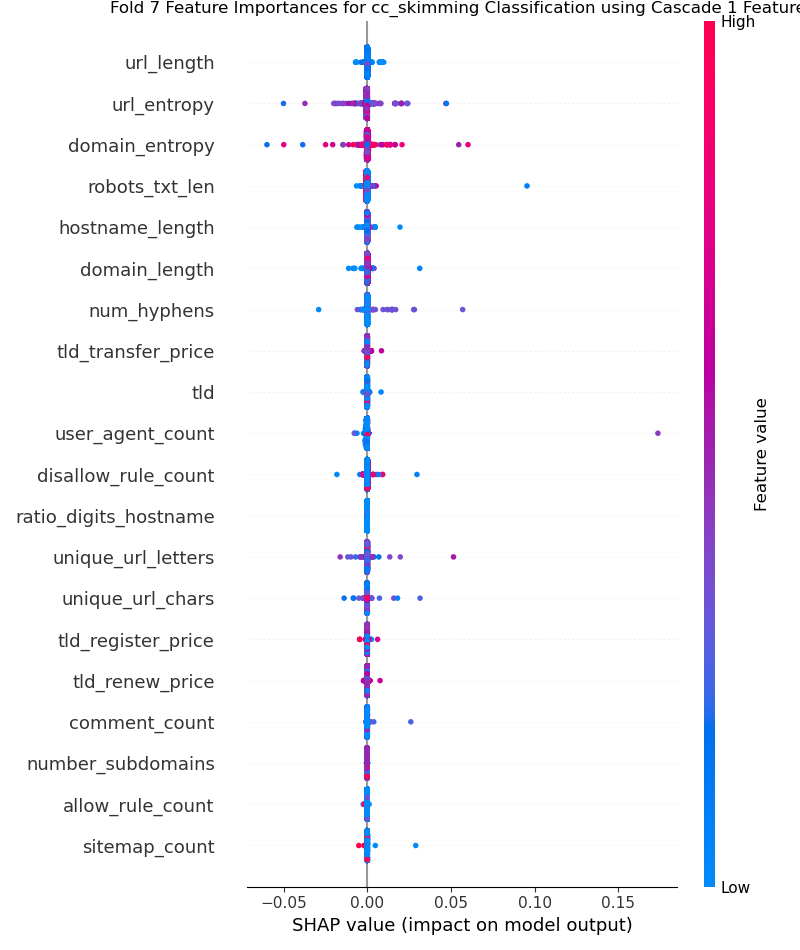 Fold 7 Feature Importances for cc_skimming Classification using Cascade 1 Feature
High
url_length
url_entropy
domain_entropy
robots_txt_len
hostname_length
domain_length
num_hyphens
tld_transfer_price
tld
user_agent_count
disallow_rule_count
ratio_digits_hostname
unique_url_letters
unique_url_chars
tld_register_price
tld_renew_price
comment_count
number_subdomains
allow_rule_count
sitemap_count
Feature value
Low
−0.05 0.00 0.05 0.10 0.15
SHAP value (impact on model output)